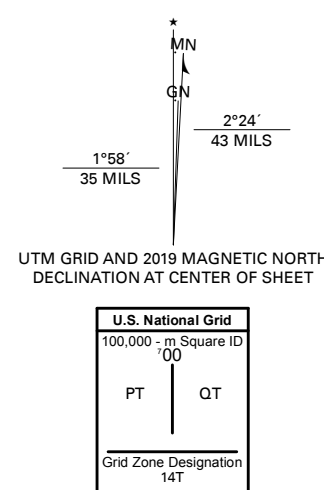 ★
MN
GN
2°24´
43 MILS
1°58´
35 MILS
UTM GRID AND 2019 MAGNETIC NORTH
DECLINATION AT CENTER OF SHEET
U.S. National Grid
100,000 - m Square ID
⁷00
PT QT
Grid Zone Designation
14T